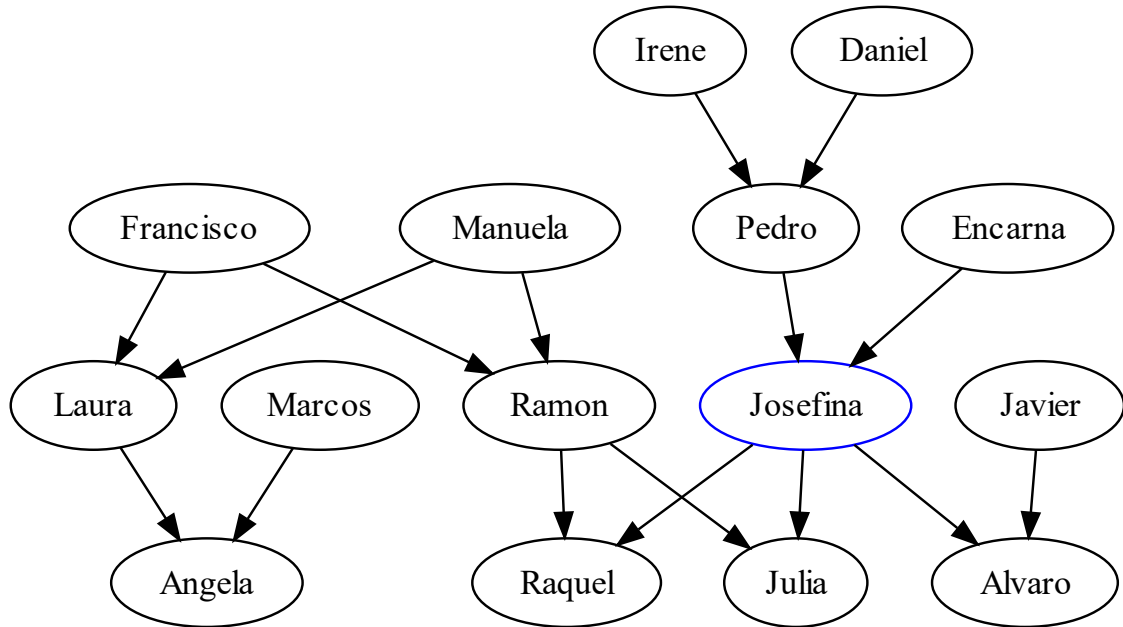 Irene
Daniel
Francisco
Manuela
Pedro
Encarna
Laura
Marcos
Ramon
Josefina
Javier
Angela
Raquel
Julia
Alvaro